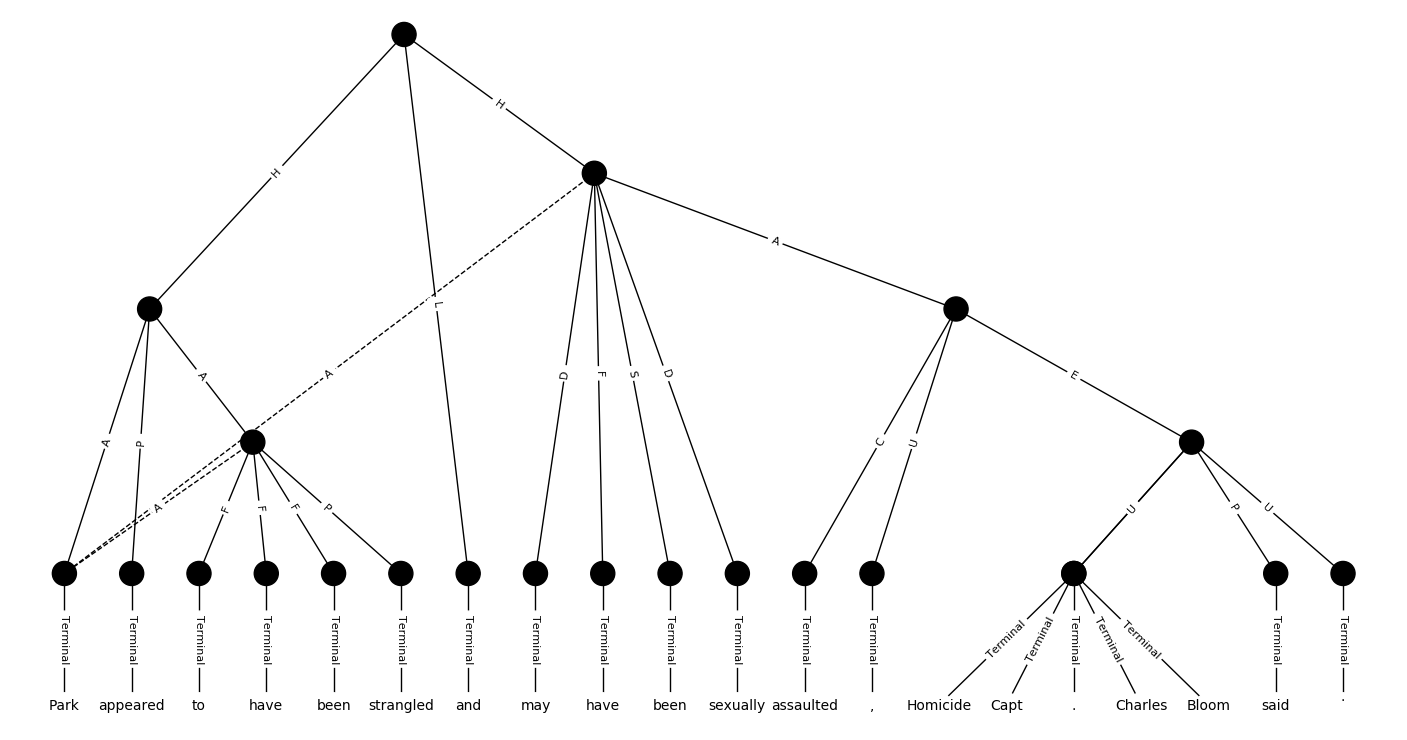 H
H
A
L
A
A
D
F
S
D
E
A
P
C
U
A
F
F
F
P
U
P
U
Terminal Terminal Terminal Terminal Terminal Terminal Terminal Terminal Terminal Terminal Terminal Terminal Terminal Terminal Terminal Terminal Terminal Terminal Terminal Terminal
Park appeared to have been strangled and may have been sexually assaulted , Homicide Capt . Charles Bloom said .